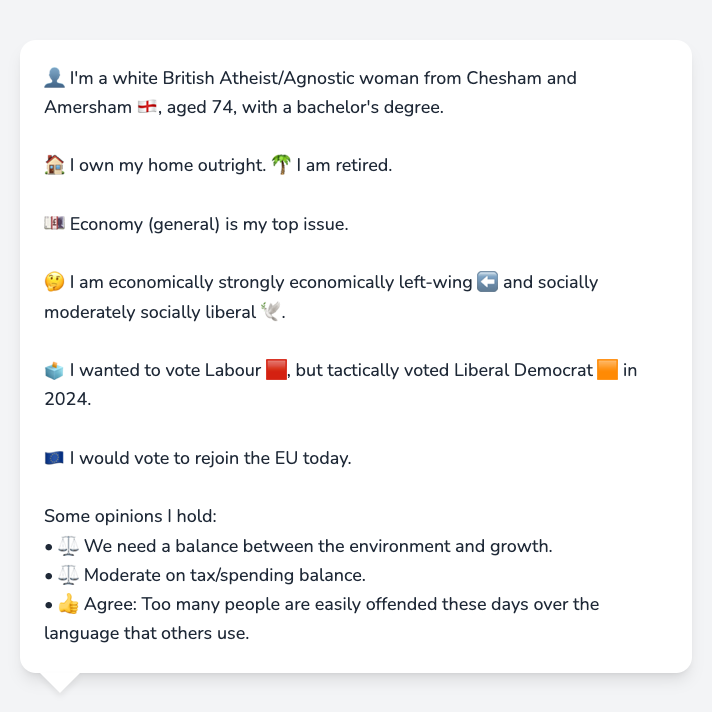 👤 I'm a white British Atheist/Agnostic woman from Chesham and
Amersham 🏴󠁧󠁢󠁥󠁮󠁧󠁿, aged 74, with a bachelor's degree.
🏠 I own my home outright. 🌴 I am retired.
💷 Economy (general) is my top issue.
🤔 I am economically strongly economically left-wing ⬅️ and socially
moderately socially liberal 🕊️.
🗳️ I wanted to vote Labour 🟥, but tactically voted Liberal Democrat 🟧 in
2024.
🇪🇺 I would vote to rejoin the EU today.
Some opinions I hold:
• ⚖️ We need a balance between the environment and growth.
• ⚖️ Moderate on tax/spending balance.
• 👍 Agree: Too many people are easily offended these days over the
language that others use.